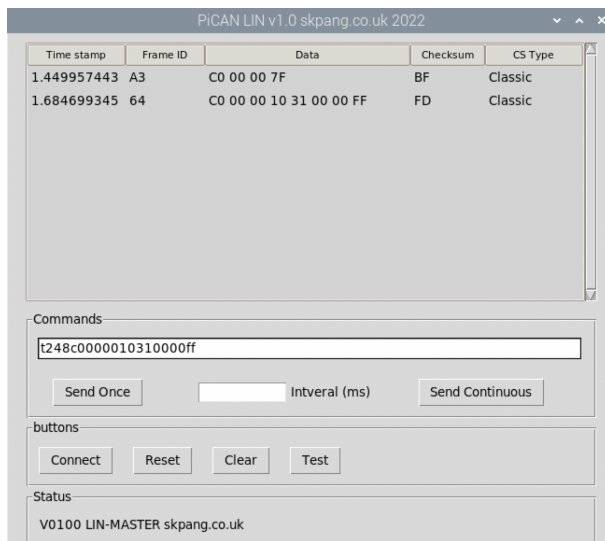 PiCAN LIN v1.0 skpang.co.uk 2022
Time stamp Frame ID Data Checksum CS Type
1.449957443 A3 C0 00 00 7F BF Classic
1.684699345 64 C0 00 00 10 31 00 00 FF FD Classic
Commands
t248c0000010310000ff
Send Once Intveral (ms) Send Continuous
buttons
Connect Reset Clear Test
Status
V0100 LIN-MASTER skpang.co.uk